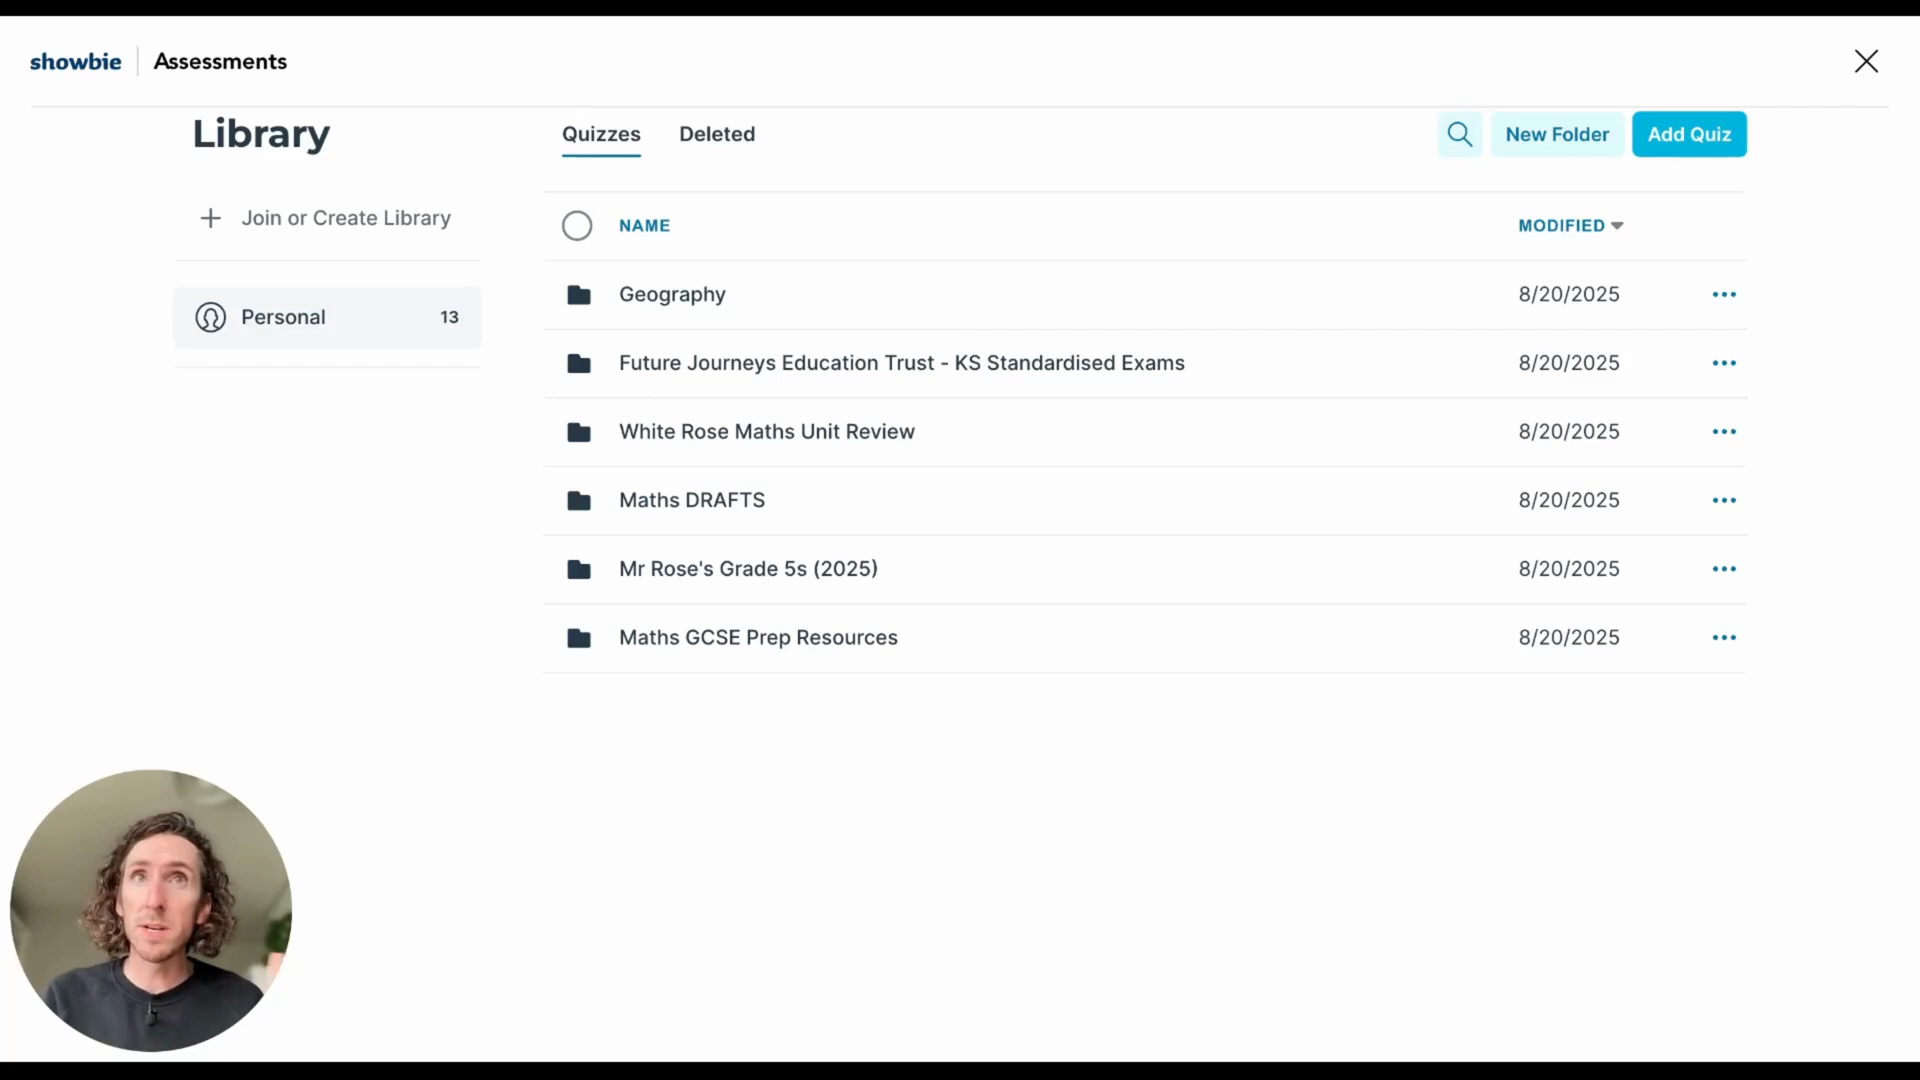 showbie
Assessments
Library
Quizzes
Deleted
New Folder
Add Quiz
Join or Create Library
Personal 13
NAME MODIFIED
Geography 8/20/2025
Future Journeys Education Trust - KS Standardised Exams 8/20/2025
White Rose Maths Unit Review 8/20/2025
Maths DRAFTS 8/20/2025
Mr Rose's Grade 5s (2025) 8/20/2025
Maths GCSE Prep Resources 8/20/2025